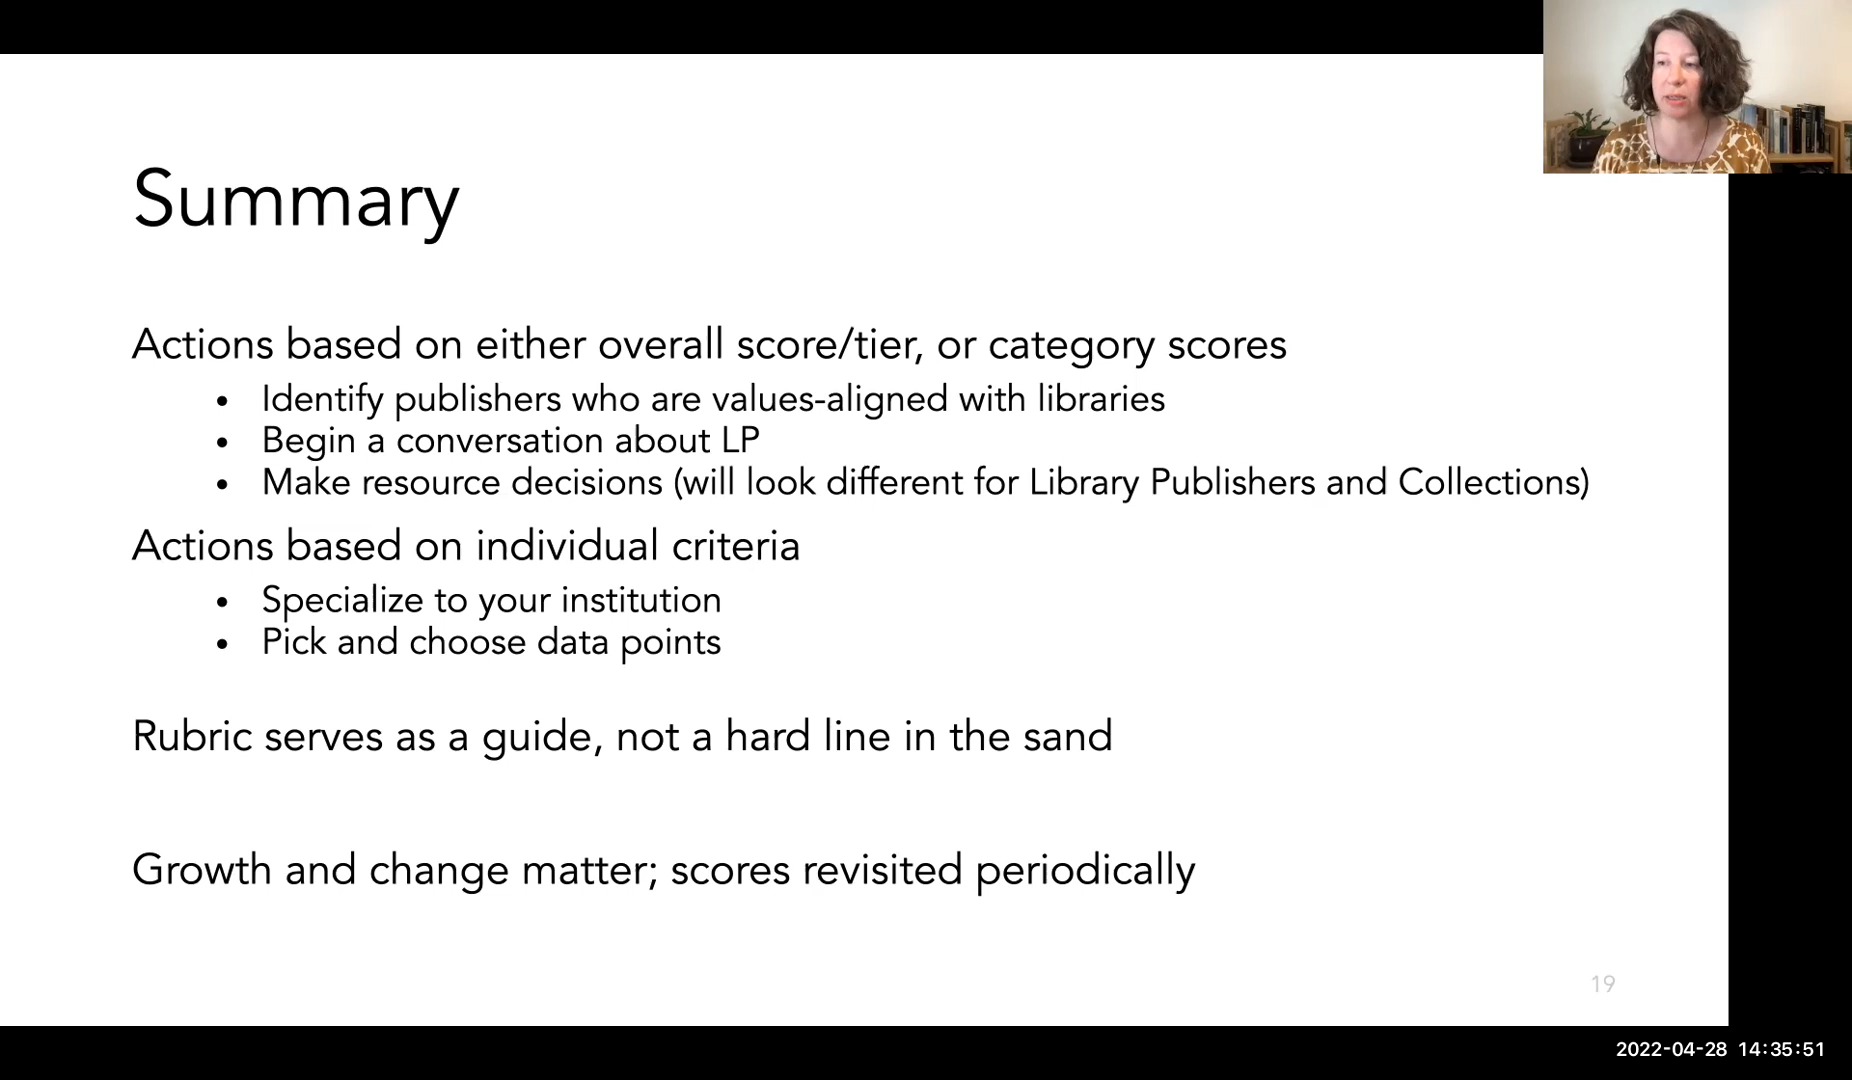 Summary
Actions based on either overall score/tier, or category scores
• Identify publishers who are values-aligned with libraries
• Begin a conversation about LP
• Make resource decisions (will look different for Library Publishers and Collections)
Actions based on individual criteria
• Specialize to your institution
• Pick and choose data points
Rubric serves as a guide, not a hard line in the sand
Growth and change matter; scores revisited periodically
19
2022-04-28 14:35:51